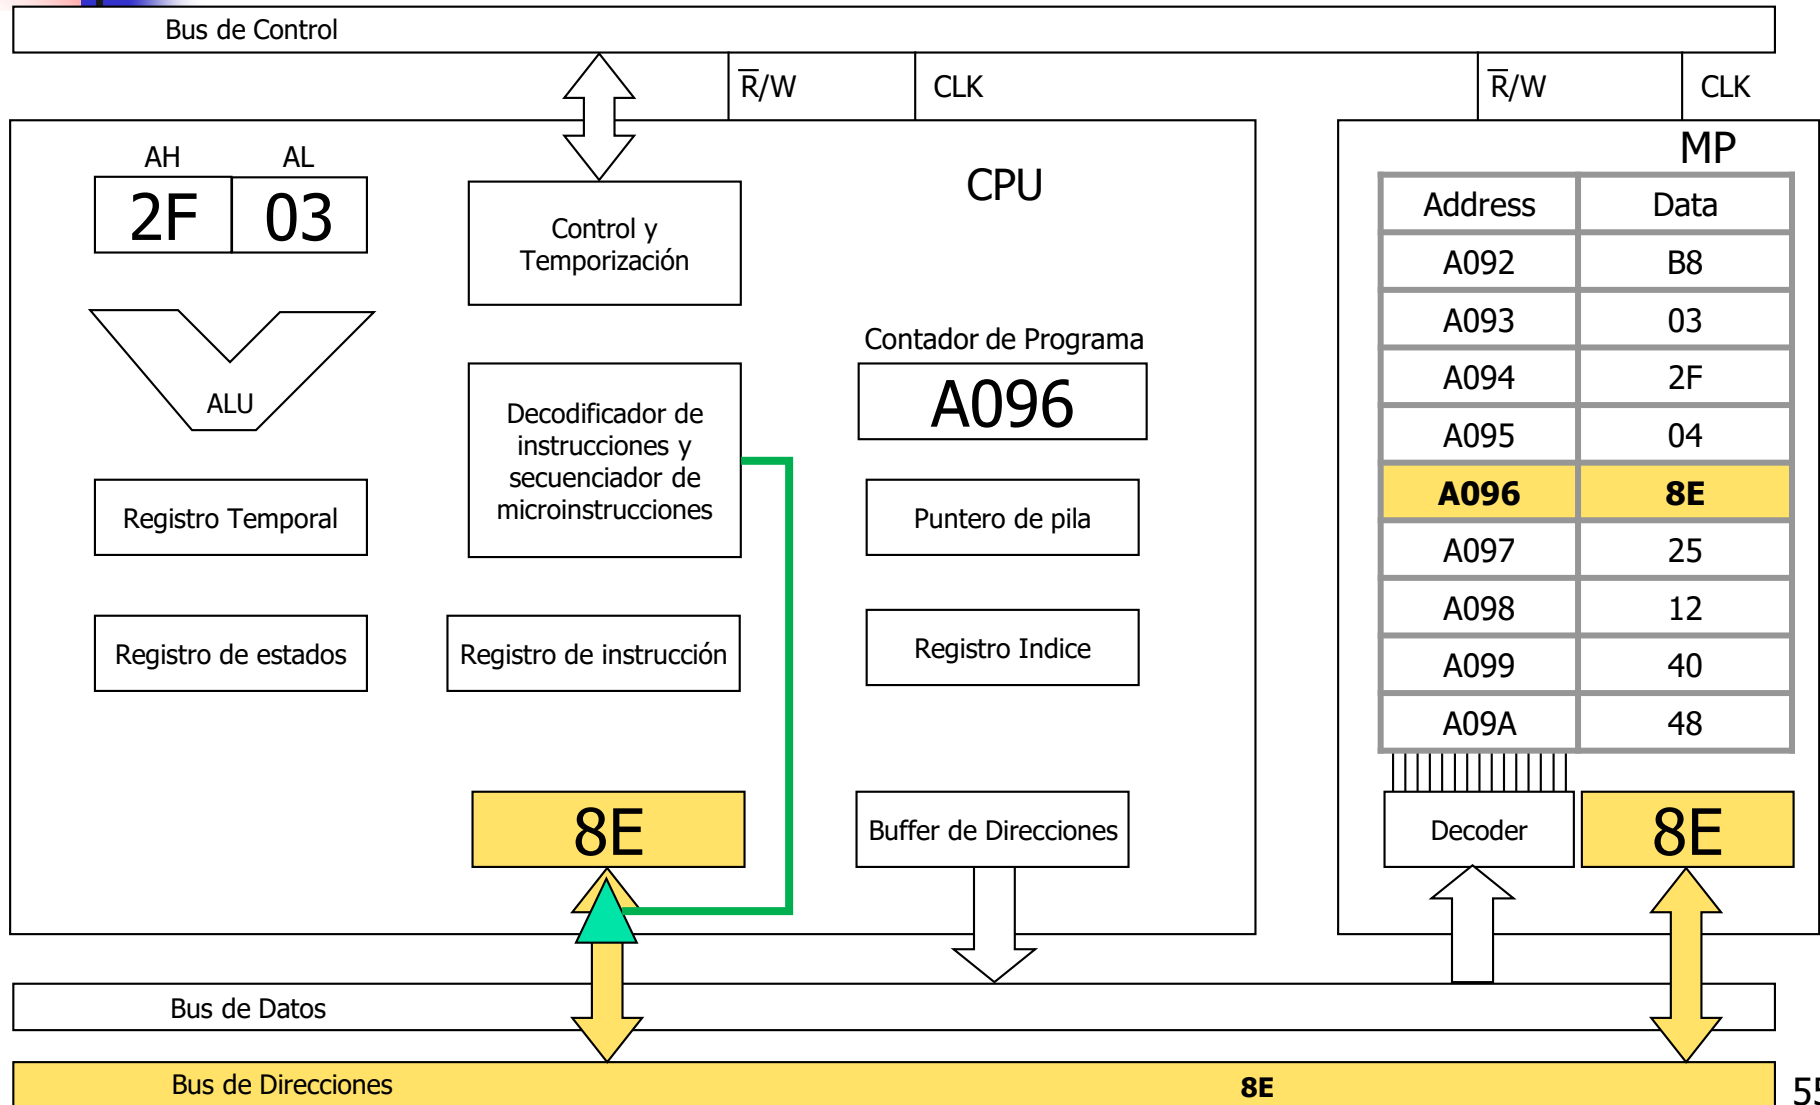 Bus de Control
R̅/W
CLK
R̅/W
CLK
AH
AL
2F
03
Control y
Temporización
CPU
MP
Address Data
A092 B8
A093 03
A094 2F
A095 04
A096 8E
A097 25
A098 12
A099 40
A09A 48
ALU
Decodificador de
instrucciones y
secuenciador de
microinstrucciones
Contador de Programa
A096
Registro Temporal
Puntero de pila
Registro de estados
Registro de instrucción
Registro Indice
8E
Buffer de Direcciones
Decoder
8E
Bus de Datos
Bus de Direcciones
8E
55